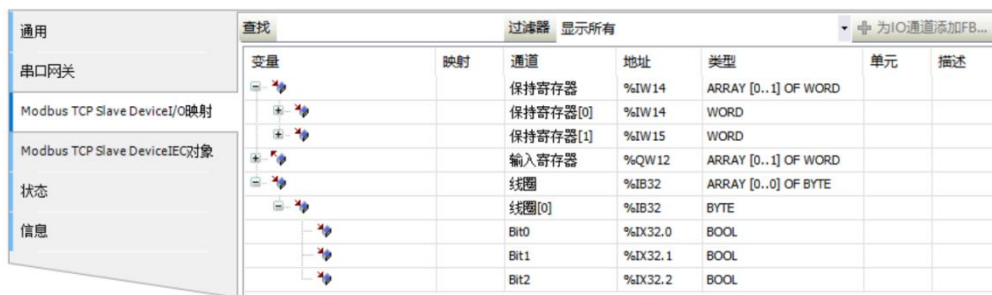 通用
串口网关
Modbus TCP Slave DeviceI/O映射
Modbus TCP Slave DeviceIEC对象
状态
信息
查找 过滤器 显示所有 为IO通道添加FB...
变量 映射 通道 地址 类型 单元 描述
保持寄存器 %IW14 ARRAY [0..1] OF WORD
保持寄存器[0] %IW14 WORD
保持寄存器[1] %IW15 WORD
输入寄存器 %QW12 ARRAY [0..1] OF WORD
线圈 %IB32 ARRAY [0..0] OF BYTE
线圈[0] %IB32 BYTE
Bit0 %IX32.0 BOOL
Bit1 %IX32.1 BOOL
Bit2 %IX32.2 BOOL